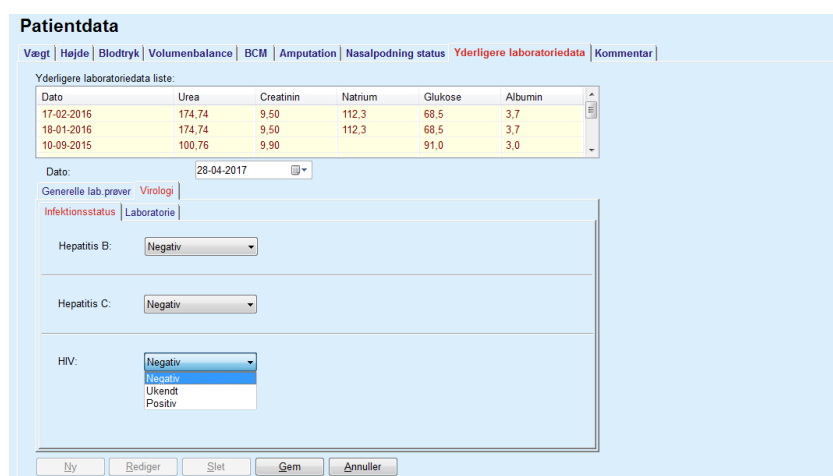 Patientdata
Vægt Højde Blodtryk Volumenbalance BCM Amputation Nasalpodning status Yderligere laboratoriedata Kommentar
Yderligere laboratoriedata liste:
Dato Urea Creatinin Natrium Glukose Albumin
17-02-2016 174,74 9,50 112,3 68,5 3,7
18-01-2016 174,74 9,50 112,3 68,5 3,7
10-09-2015 100,76 9,90 91,0 3,0
Dato: 28-04-2017
Generelle lab.prøver Virologi
Infektionsstatus Laboratorie
Hepatitis B: Negativ
Hepatitis C: Negativ
HIV: Negativ
Negativ
Ukendt
Positiv
Ny Rediger Slet Gem Annuller